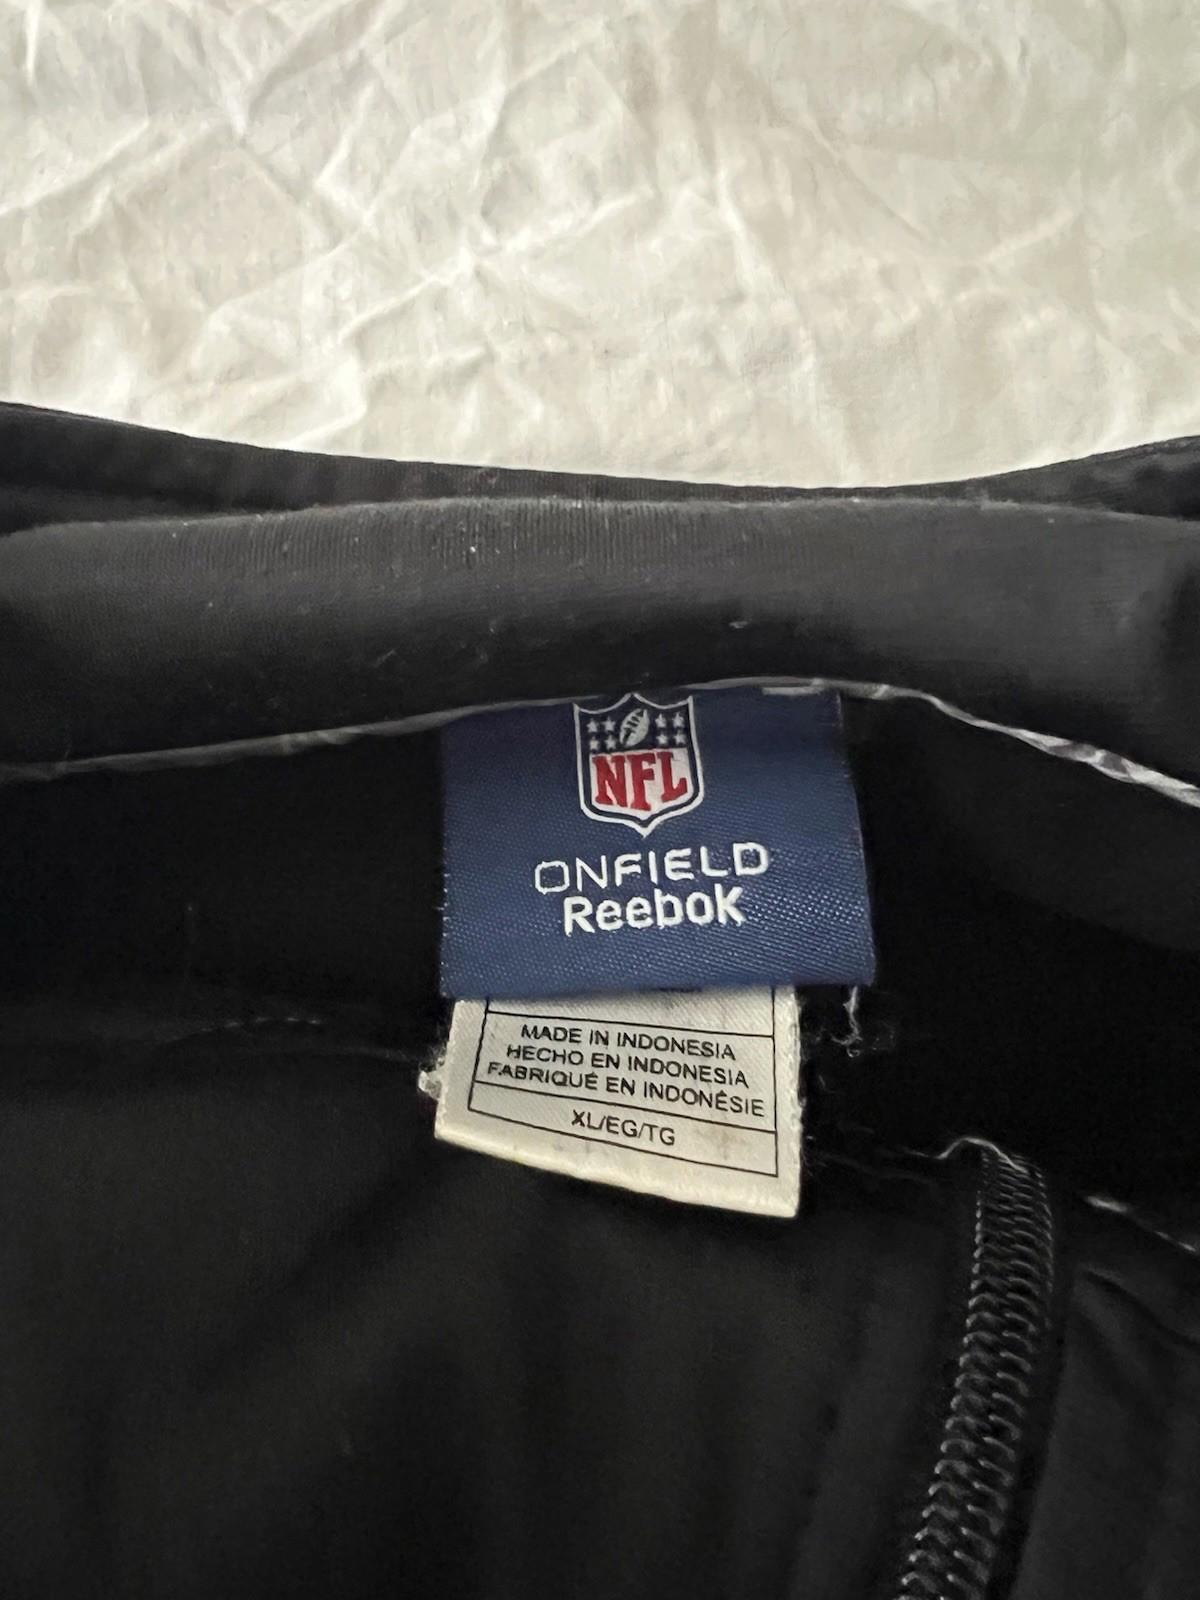 NFL
ONFIELD
Reebok
MADE IN INDONESIA
HECHO EN INDONESIA
FABRIQUÉ EN INDONÉSIE
XL/EG/TG